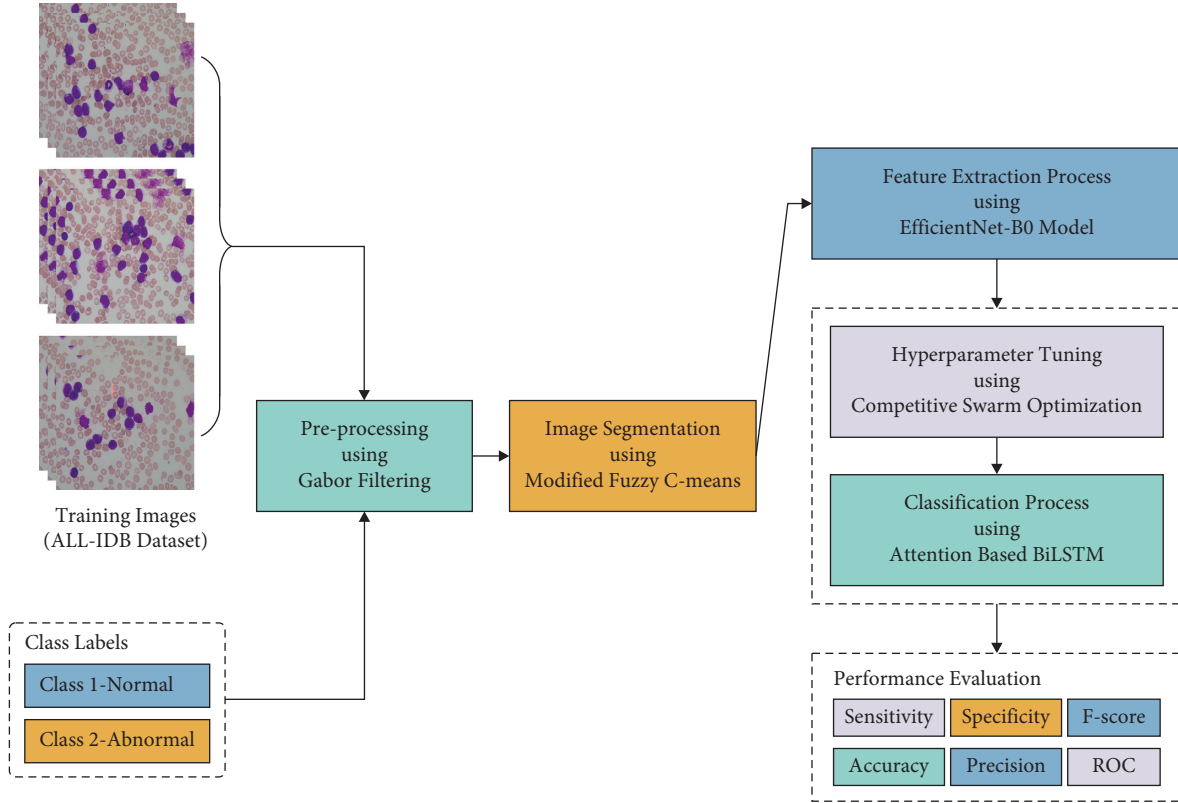 Training Images
(ALL-IDB Dataset)
Class Labels
Class 1-Normal
Class 2-Abnormal
Pre-processing
using
Gabor Filtering
Image Segmentation
using
Modified Fuzzy C-means
Feature Extraction Process
using
EfficientNet-B0 Model
Hyperparameter Tuning
using
Competitive Swarm Optimization
Classification Process
using
Attention Based BiLSTM
Performance Evaluation
Sensitivity
Specificity
F-score
Accuracy
Precision
ROC